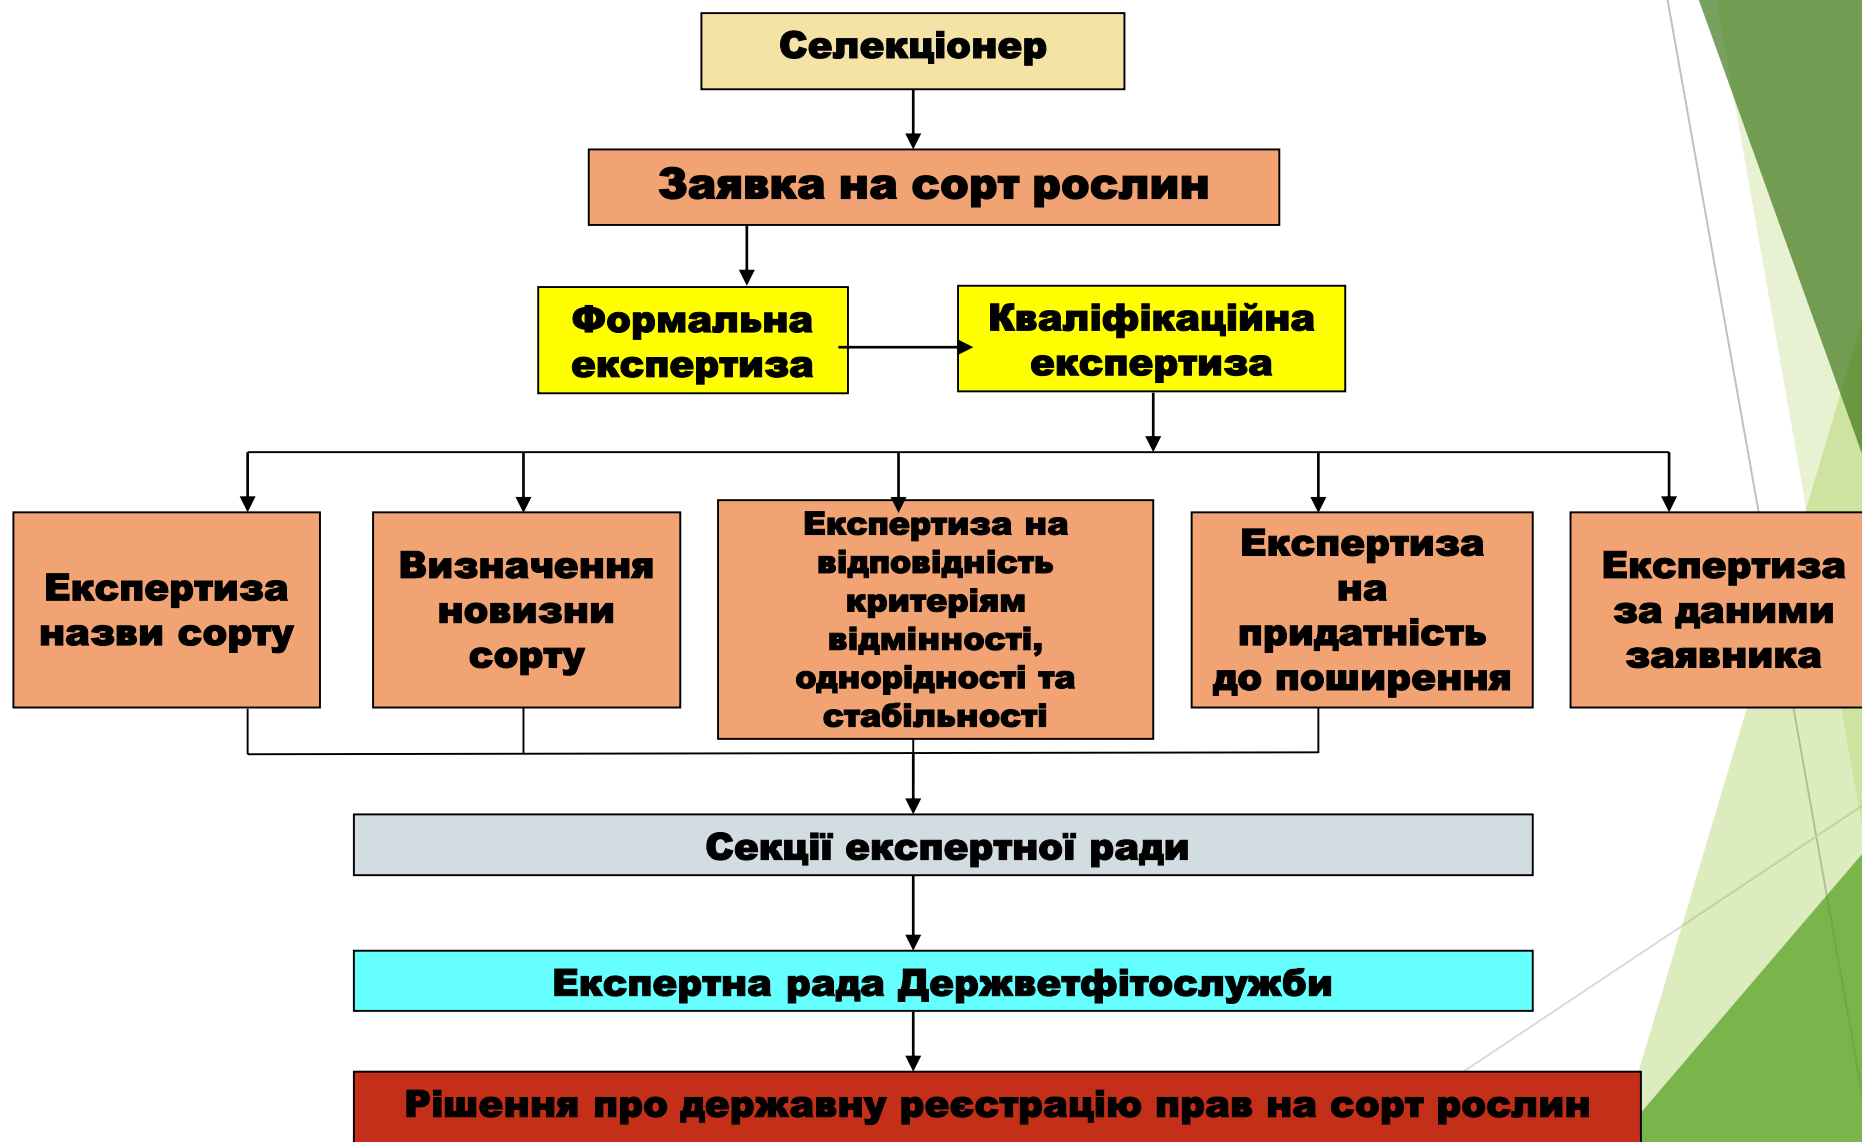 Селекціонер
Заявка на сорт рослин
Формальна
експертиза
Кваліфікаційна
експертиза
Експертиза
назви сорту
Визначення
новизни
сорту
Експертиза на
відповідність
критеріям
відмінності,
однорідності та
стабільності
Експертиза
на
придатність
до поширення
Експертиза
за даними
заявника
Секції експертної ради
Експертна рада Держветфітослужби
Рішення про державну реєстрацію прав на сорт рослин